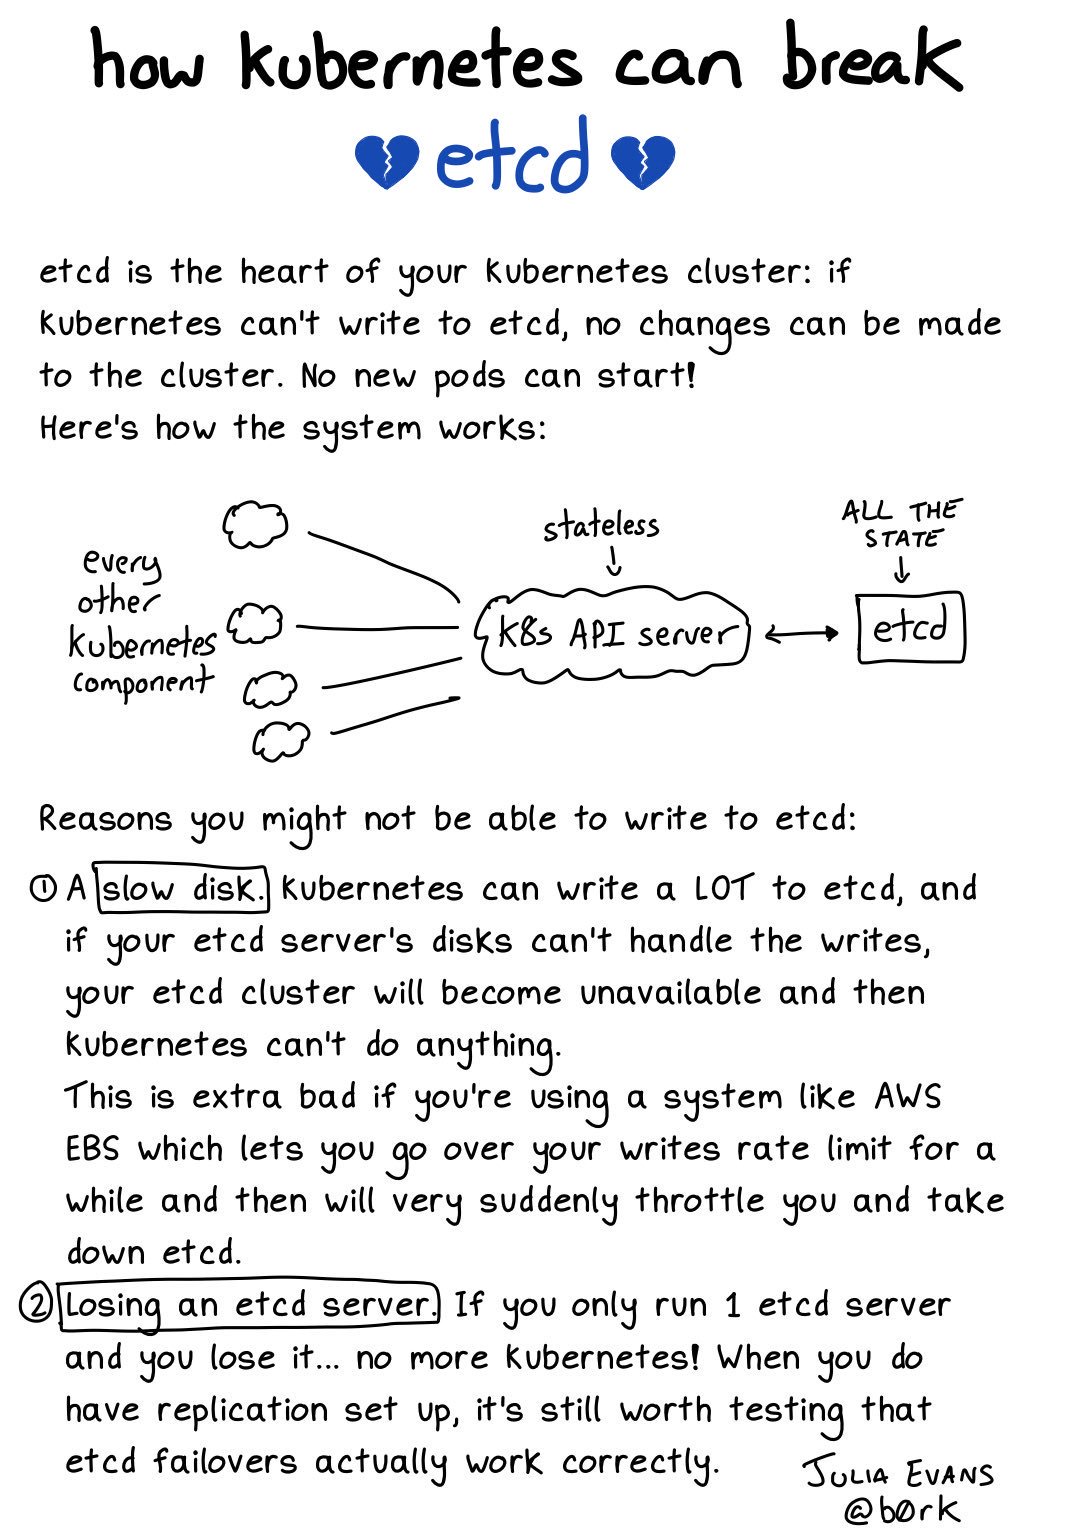 how kubernetes can break
etcd
etcd is the heart of your Kubernetes cluster: if
Kubernetes can't write to etcd, no changes can be made
to the cluster. No new pods can start!
Here's how the system works:
every
other
Kubernetes
component
stateless
K8s API server
ALL THE
STATE
etcd
Reasons you might not be able to write to etcd:
① A slow disk. Kubernetes can write a LOT to etcd, and
if your etcd server's disks can't handle the writes,
your etcd cluster will become unavailable and then
Kubernetes can't do anything.
This is extra bad if you're using a system like AWS
EBS which lets you go over your writes rate limit for a
while and then will very suddenly throttle you and take
down etcd.
② Losing an etcd server. If you only run 1 etcd server
and you lose it... no more Kubernetes! When you do
have replication set up, it's still worth testing that
etcd failovers actually work correctly.
JULIA EVANS
@b0rk